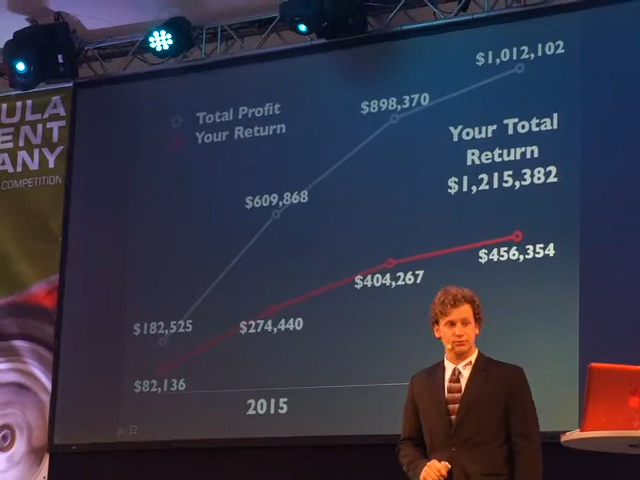 ULA
ENT
ANY
COMPETITION
Total Profit
Your Return
$1,012,102
$898,370
Your Total
Return
$1,215,382
$609,868
$456,354
$404,267
$182,525
$274,440
$82,136
2015